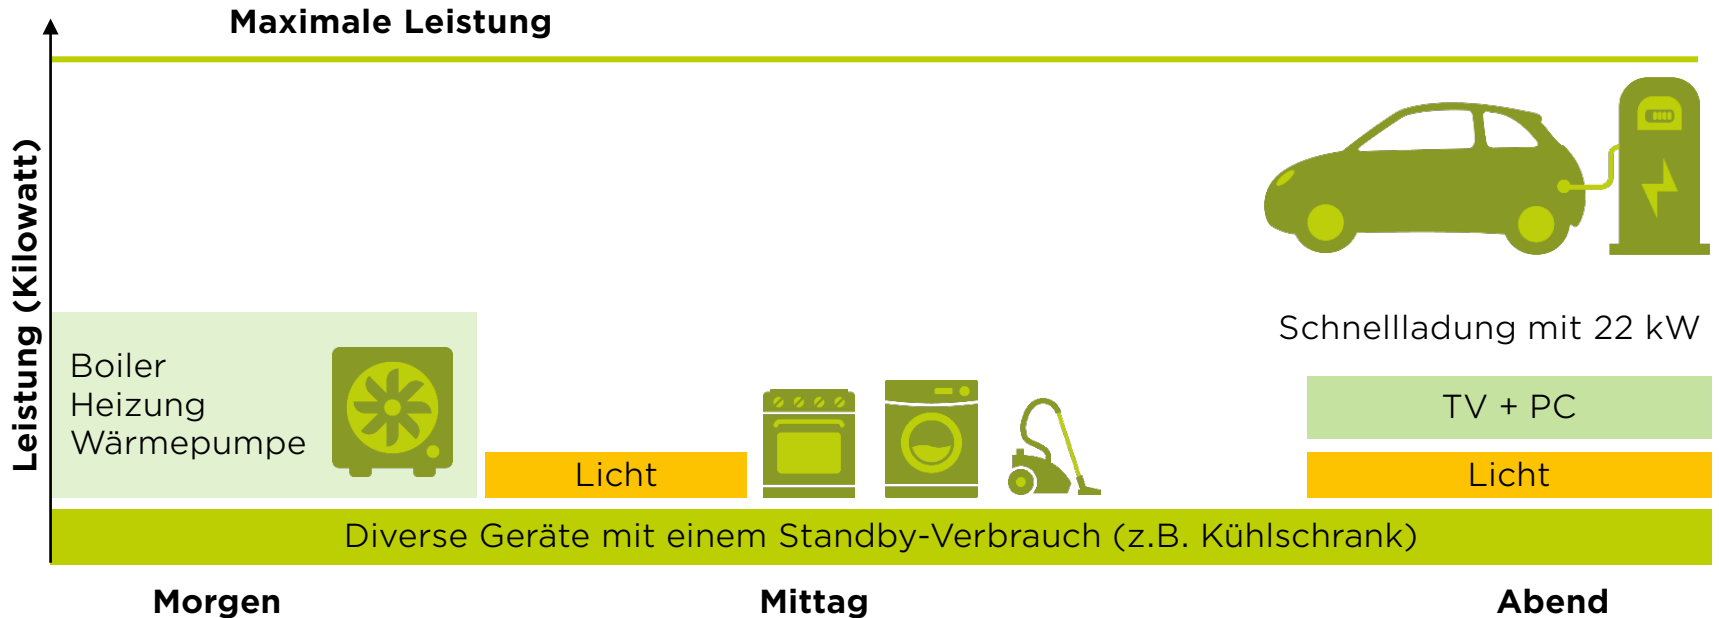 Maximale Leistung
Leistung (Kilowatt)
Boiler
Heizung
Wärmepumpe
Licht
Schnellladung mit 22 kW
TV + PC
Licht
Diverse Geräte mit einem Standby-Verbrauch (z.B. Kühlschrank)
Morgen
Mittag
Abend